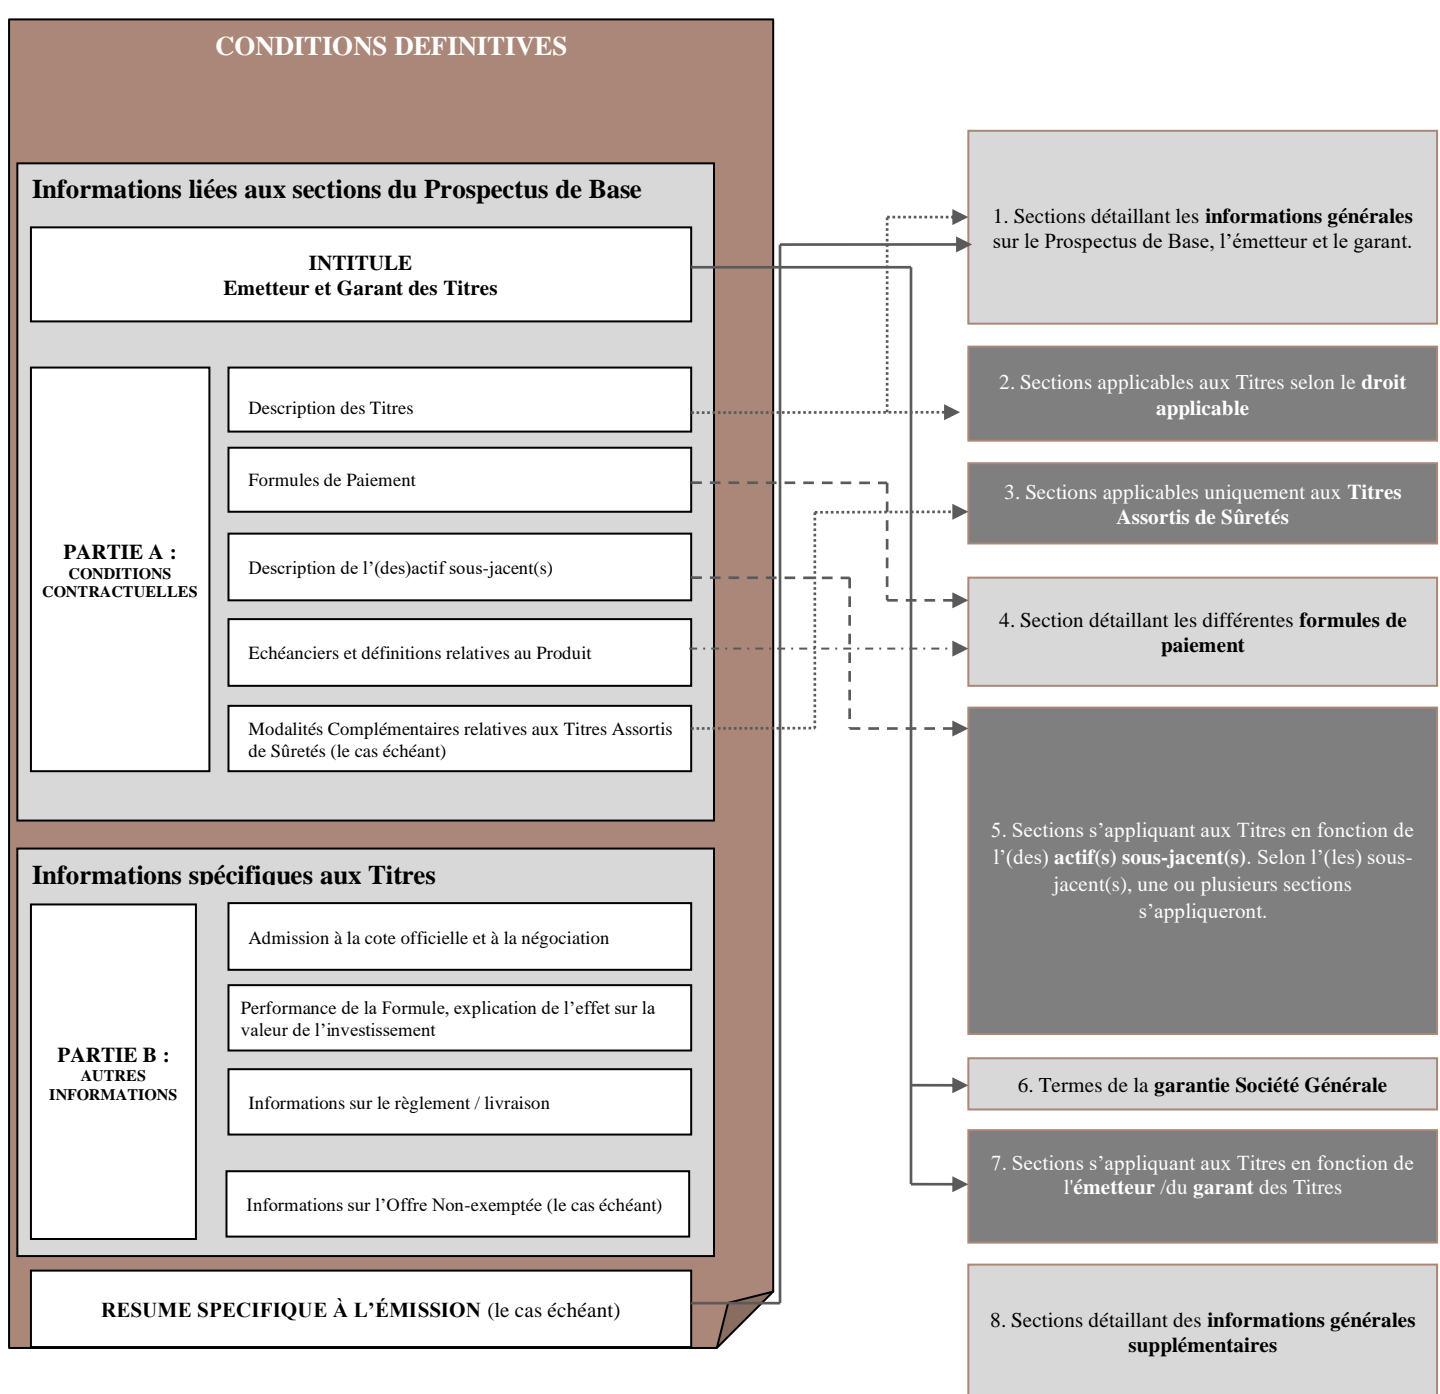 CONDITIONS DEFINITIVES
Informations liées aux sections du Prospectus de Base
INTITULE
Emetteur et Garant des Titres
PARTIE A :
CONDITIONS
CONTRACTUELLES
Description des Titres
Formules de Paiement
Description de l’(des)actif sous-jacent(s)
Echéanciers et définitions relatives au Produit
Modalités Complémentaires relatives aux Titres Assortis
de Sûretés (le cas échéant)
Informations spécifiques aux Titres
PARTIE B :
AUTRES
INFORMATIONS
Admission à la cote officielle et à la négociation
Performance de la Formule, explication de l’effet sur la
valeur de l’investissement
Informations sur le règlement / livraison
Informations sur l’Offre Non-exemptée (le cas échéant)
RESUME SPECIFIQUE À L’ÉMISSION (le cas échéant)
1. Sections détaillant les informations générales
sur le Prospectus de Base, l’émetteur et le garant.
2. Sections applicables aux Titres selon le droit
applicable
3. Sections applicables uniquement aux Titres
Assortis de Sûretés
4. Section détaillant les différentes formules de
paiement
5. Sections s’appliquant aux Titres en fonction de
l’(des) actif(s) sous-jacent(s). Selon l’(les) sous-
jacent(s), une ou plusieurs sections
s’appliqueront.
6. Termes de la garantie Société Générale
7. Sections s’appliquant aux Titres en fonction de
l'émetteur /du garant des Titres
8. Sections détaillant des informations générales
supplémentaires